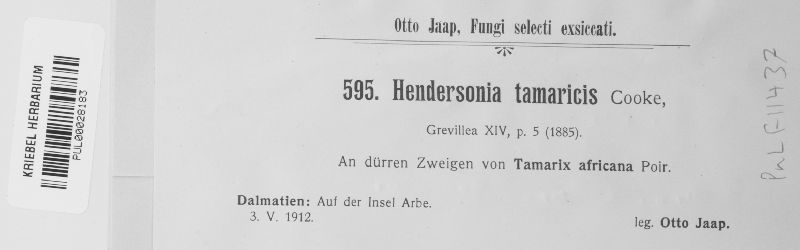 Otto Jaap, Fungi selecti exsiccati.
595. Hendersonia tamaricis Cooke,
Grevillea XIV, p. 5 (1885).
An dürren Zweigen von Tamarix africana Poir.
Dalmatien: Auf der Insel Arbe.
3. V. 1912.
leg. Otto Jaap.
KRIEBEL HERBARIUM
PUL00028183
PuL F11437